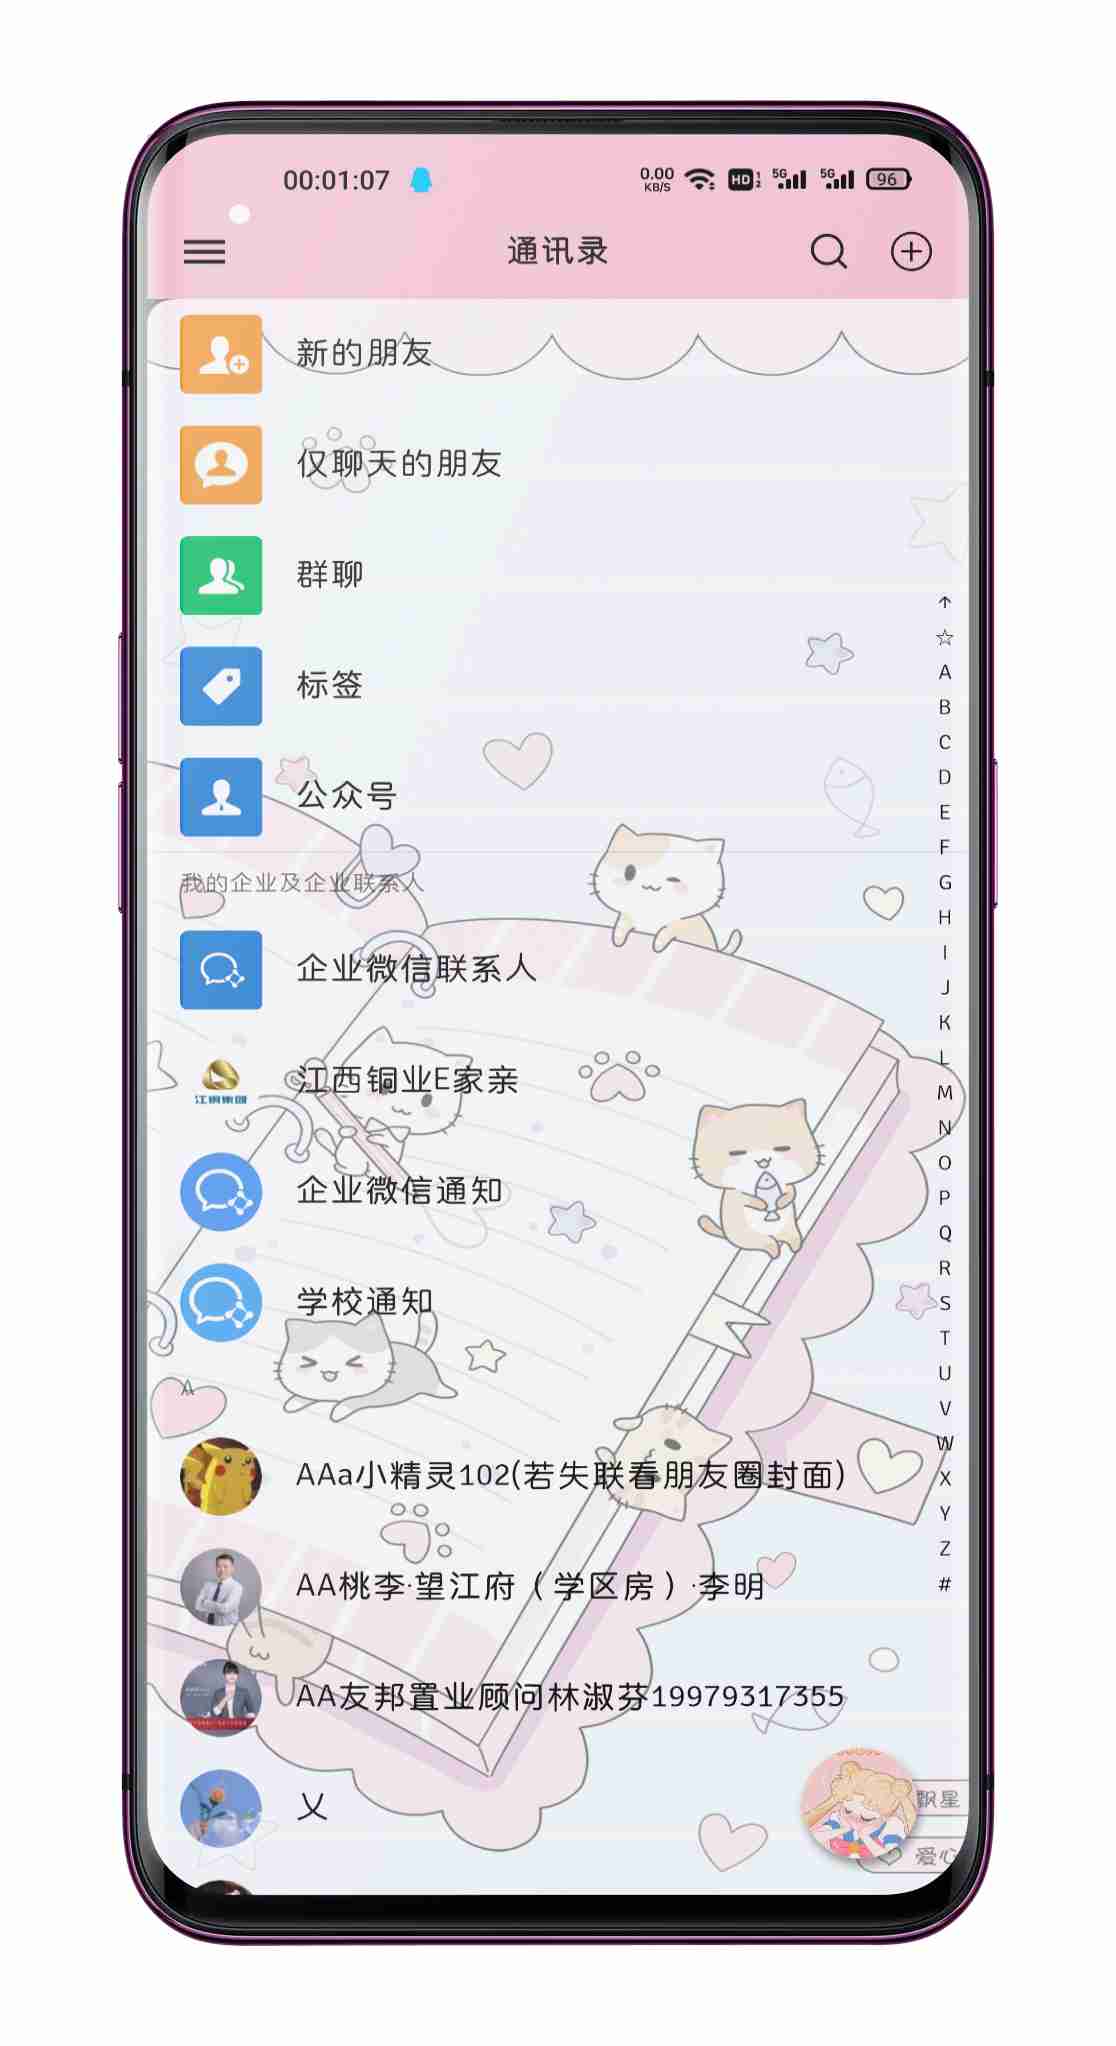 00:01:07
0.00
KB/S
HD
1
2
5G
5G
96
通讯录
新的朋友
仅聊天的朋友
群聊
标签
公众号
我的企业及企业联系人
企业微信联系人
江西铜业E家亲
江铜集团
企业微信通知
学校通知
A
AAa小精灵102(若失联看朋友圈封面)
AA桃李·望江府（学区房）·李明
AA友邦置业顾问林淑芬19979317355
乂
↑
☆
A
B
C
D
E
F
G
H
I
J
K
L
M
N
O
P
Q
R
S
T
U
V
W
X
Y
Z
#
飘星
爱心